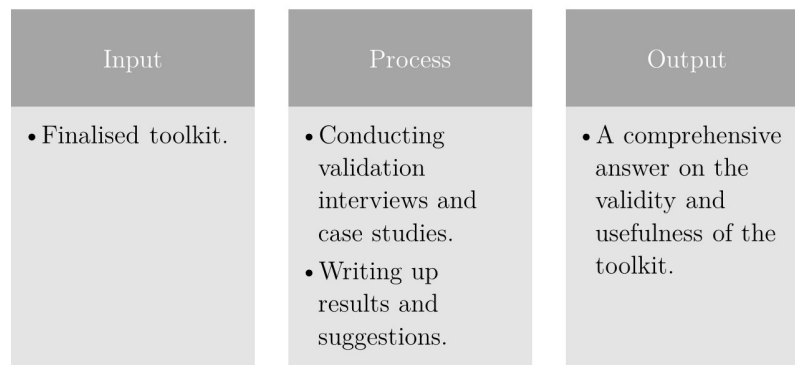 Input
• Finalised toolkit.
Process
• Conducting
validation
interviews and
case studies.
• Writing up
results and
suggestions.
Output
• A comprehensive
answer on the
validity and
usefulness of the
toolkit.